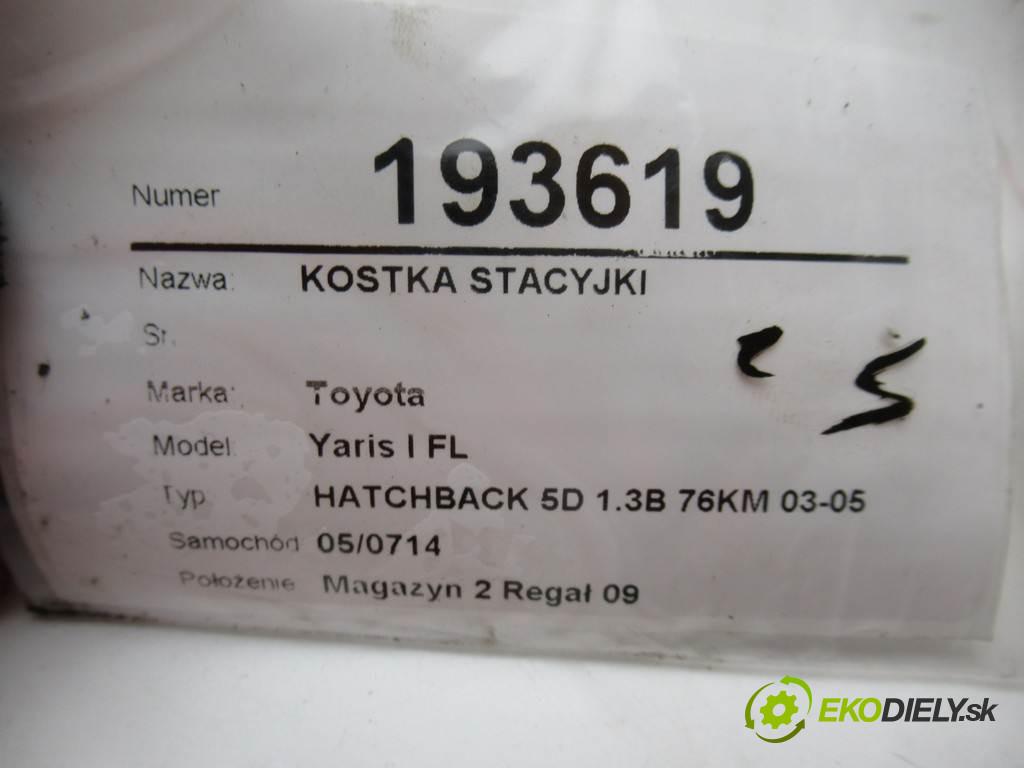 Numer 193619
Nazwa: KOSTKA STACYJKI
Marka: Toyota
Model Yaris I FL
Typ HATCHBACK 5D 1.3B 76KM 03-05
Samochód 05/0714
Położenie Magazyn 2 Regał 09
EKODIELY.sk